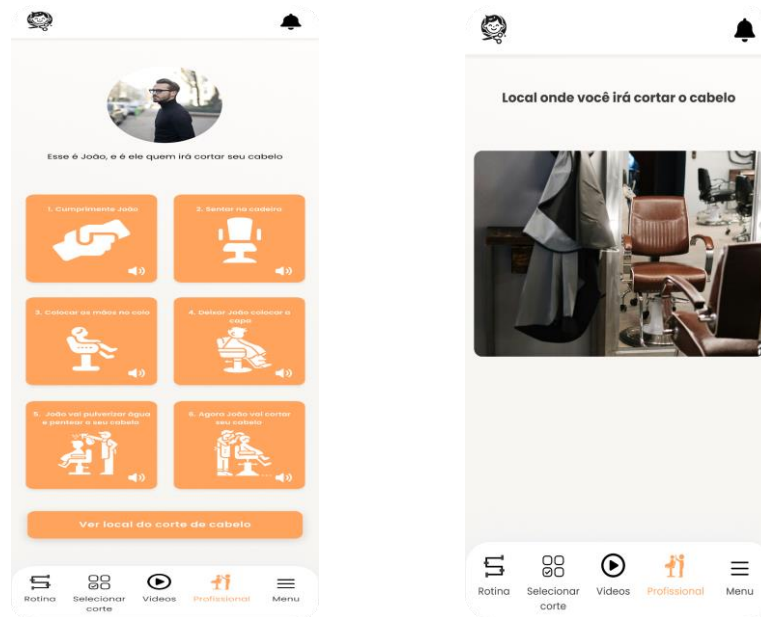 Esse é João, e é ele quem irá cortar seu cabelo
1. Cumprimente João
2. Sentar na cadeira
3. Colocar as mãos no colo
4. Deixar João colocar a
capa
5. João vai pulverizar água
e pentear o seu cabelo
6. Agora João vai cortar
seu cabelo
Ver local do corte de cabelo
Rotina
Selecionar
corte
Videos
Profissional
Menu
Local onde você irá cortar o cabelo
Rotina
Selecionar
corte
Videos
Profissional
Menu